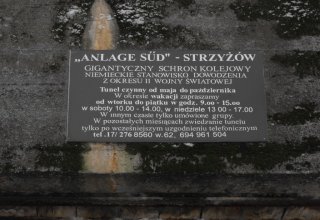 „ANLAGE SŰD" - STRZYŻÓW
GIGANTYCZNY SCHRON KOLEJOWY
NIEMIECKIE STANOWISKO DOWODZENIA
Z OKRESU II WOJNY ŚWIATOWEJ
Tunel czynny od maja do października
W okresie wakacji zapraszamy
od wtorku do piątku w godz. 9.00 - 15.00
w soboty 10.00 - 14.00, w niedziele 13.00 - 17.00
W innym czasie tylko umówione grupy.
W pozostałych miesiącach zwiedzanie tunelu
tylko po wcześniejszym uzgodnieniu telefonicznym
tel. 17/ 276 8560 w.62, 694 961 504